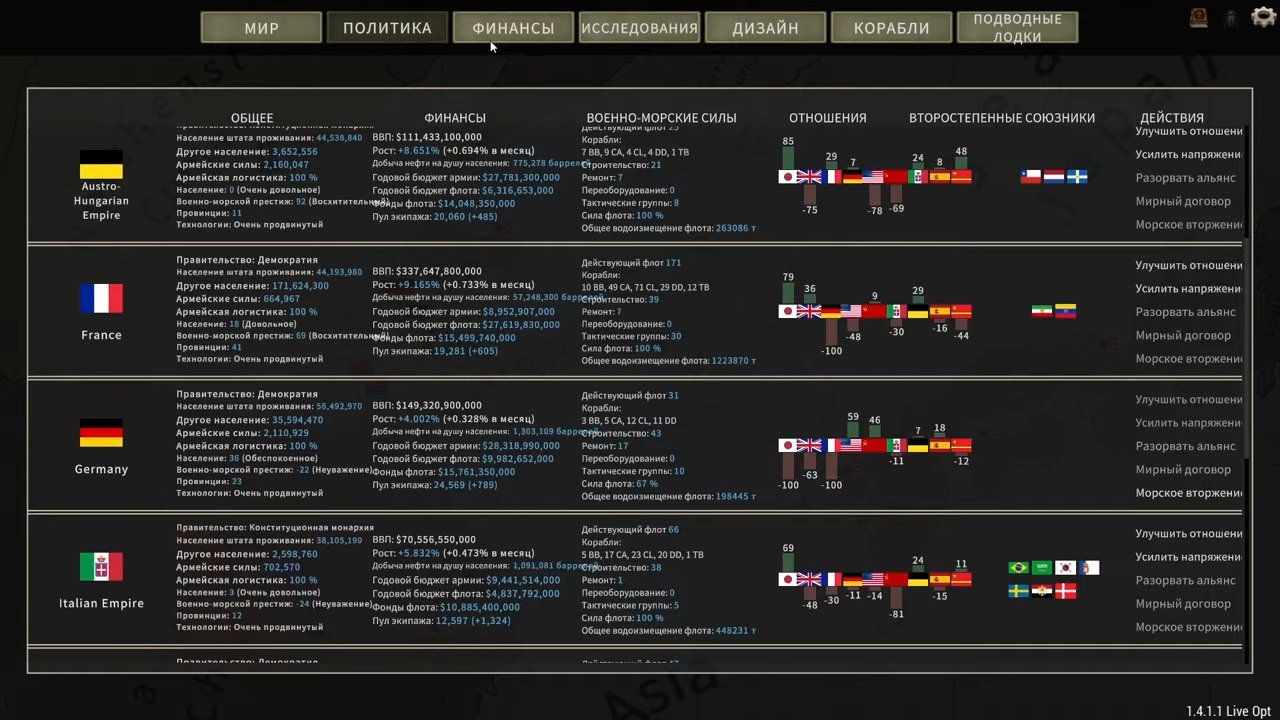 МИР
ПОЛИТИКА
ФИНАНСЫ
ИССЛЕДОВАНИЯ
ДИЗАЙН
КОРАБЛИ
ПОДВОДНЫЕ
ЛОДКИ
ОБЩЕЕ
ФИНАНСЫ
ВОЕННО-МОРСКИЕ СИЛЫ
ОТНОШЕНИЯ
ВТОРОСТЕПЕННЫЕ СОЮЗНИКИ
ДЕЙСТВИЯ
Austro-
Hungarian
Empire
Население штата проживания: 44,538,840
Другое население: 3,652,556
Армейские силы: 2,160,047
Армейская логистика: 100 %
Население: 0 (Очень довольное)
Военно-морской престиж: 92 (Восхитительный)
Провинции: 11
Технологии: Очень продвинутый
ВВП: $111,433,100,000
Рост: +8.651% (+0.694% в месяц)
Добыча нефти на душу населения: 775,278 баррелей
Годовой бюджет армии: $27,781,300,000
Годовой бюджет флота: $6,316,653,000
Фонды флота: $14,048,350,000
Пул экипажа: 20,060 (+485)
Действующий флот 25
Корабли:
7 BB, 9 CA, 4 CL, 4 DD, 1 TB
Строительство: 21
Ремонт: 7
Переоборудование: 0
Тактические группы: 8
Сила флота: 100 %
Общее водоизмещение флота: 263086 т
85
29
7
24
8
48
-75
-78
-69
Улучшить отношени
Усилить напряжени
Разорвать альянс
Мирный договор
Морское вторжени
France
Правительство: Демократия
Население штата проживания: 44,193,980
Другое население: 171,624,300
Армейские силы: 664,967
Армейская логистика: 100 %
Население: 18 (Довольное)
Военно-морской престиж: 69 (Восхитительный)
Провинции: 41
Технологии: Очень продвинутый
ВВП: $337,647,800,000
Рост: +9.165% (+0.733% в месяц)
Добыча нефти на душу населения: 57,248,300 баррелей
Годовой бюджет армии: $8,952,907,000
Годовой бюджет флота: $27,619,830,000
Фонды флота: $15,499,740,000
Пул экипажа: 19,281 (+605)
Действующий флот 171
Корабли:
10 BB, 49 CA, 71 CL, 29 DD, 12 TB
Строительство: 39
Ремонт: 7
Переоборудование: 0
Тактические группы: 30
Сила флота: 100 %
Общее водоизмещение флота: 1223870 т
79
36
9
29
-100
-48
-30
-16
-44
Улучшить отношени
Усилить напряжени
Разорвать альянс
Мирный договор
Морское вторжени
Germany
Правительство: Демократия
Население штата проживания: 56,492,970
Другое население: 35,594,470
Армейские силы: 2,110,929
Армейская логистика: 100 %
Население: 36 (Обеспокоенное)
Военно-морской престиж: -22 (Неуважение)
Провинции: 23
Технологии: Очень продвинутый
ВВП: $149,320,900,000
Рост: +4.002% (+0.328% в месяц)
Добыча нефти на душу населения: 1,303,109 баррелей
Годовой бюджет армии: $28,318,990,000
Годовой бюджет флота: $9,982,652,000
Фонды флота: $15,761,350,000
Пул экипажа: 24,569 (+789)
Действующий флот 31
Корабли:
3 BB, 5 CA, 12 CL, 11 DD
Строительство: 43
Ремонт: 17
Переоборудование: 0
Тактические группы: 10
Сила флота: 67 %
Общее водоизмещение флота: 198445 т
59
46
7
18
-100
-63
-100
-11
-12
Улучшить отношени
Усилить напряжени
Разорвать альянс
Мирный договор
Морское вторжени
Italian Empire
Правительство: Конституционная монархия
Население штата проживания: 38,105,190
Другое население: 2,598,760
Армейские силы: 702,570
Армейская логистика: 100 %
Население: 3 (Очень довольное)
Военно-морской престиж: -24 (Неуважение)
Провинции: 12
Технологии: Очень продвинутый
ВВП: $70,556,550,000
Рост: +5.832% (+0.473% в месяц)
Добыча нефти на душу населения: 1,091,081 баррелей
Годовой бюджет армии: $9,441,514,000
Годовой бюджет флота: $4,837,792,000
Фонды флота: $10,885,400,000
Пул экипажа: 12,597 (+1,324)
Действующий флот 66
Корабли:
5 BB, 17 CA, 23 CL, 20 DD, 1 TB
Строительство: 38
Ремонт: 1
Переоборудование: 0
Тактические группы: 5
Сила флота: 100 %
Общее водоизмещение флота: 448231 т
69
24
11
-48
-30
-11
-14
-81
-15
Улучшить отношени
Усилить напряжени
Разорвать альянс
Мирный договор
Морское вторжени
Правительство: Демократия
Asia
1.4.1.1 Live Opt